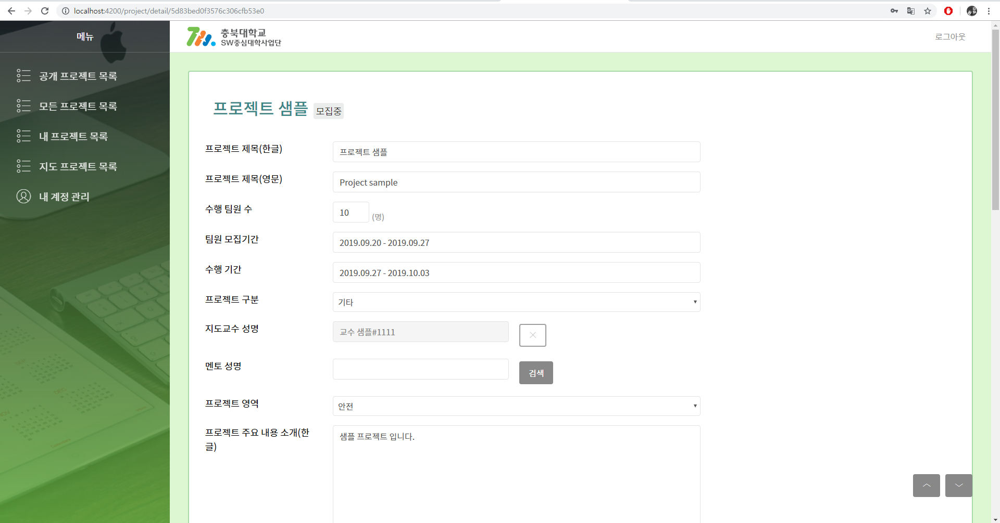 localhost:4200/project/detail/5d83bed0f3576c306cfb53e0
메뉴
충북대학교
SW중심대학사업단
로그아웃
공개 프로젝트 목록
모든 프로젝트 목록
내 프로젝트 목록
지도 프로젝트 목록
내 계정 관리
프로젝트 샘플 모집중
프로젝트 제목(한글) 프로젝트 샘플
프로젝트 제목(영문) Project sample
수행 팀원 수 10 (명)
팀원 모집기간 2019.09.20 - 2019.09.27
수행 기간 2019.09.27 - 2019.10.03
프로젝트 구분 기타
지도교수 성명 교수 샘플#1111
멘토 성명 검색
프로젝트 영역 안전
프로젝트 주요 내용 소개(한
글)
샘플 프로젝트 입니다.